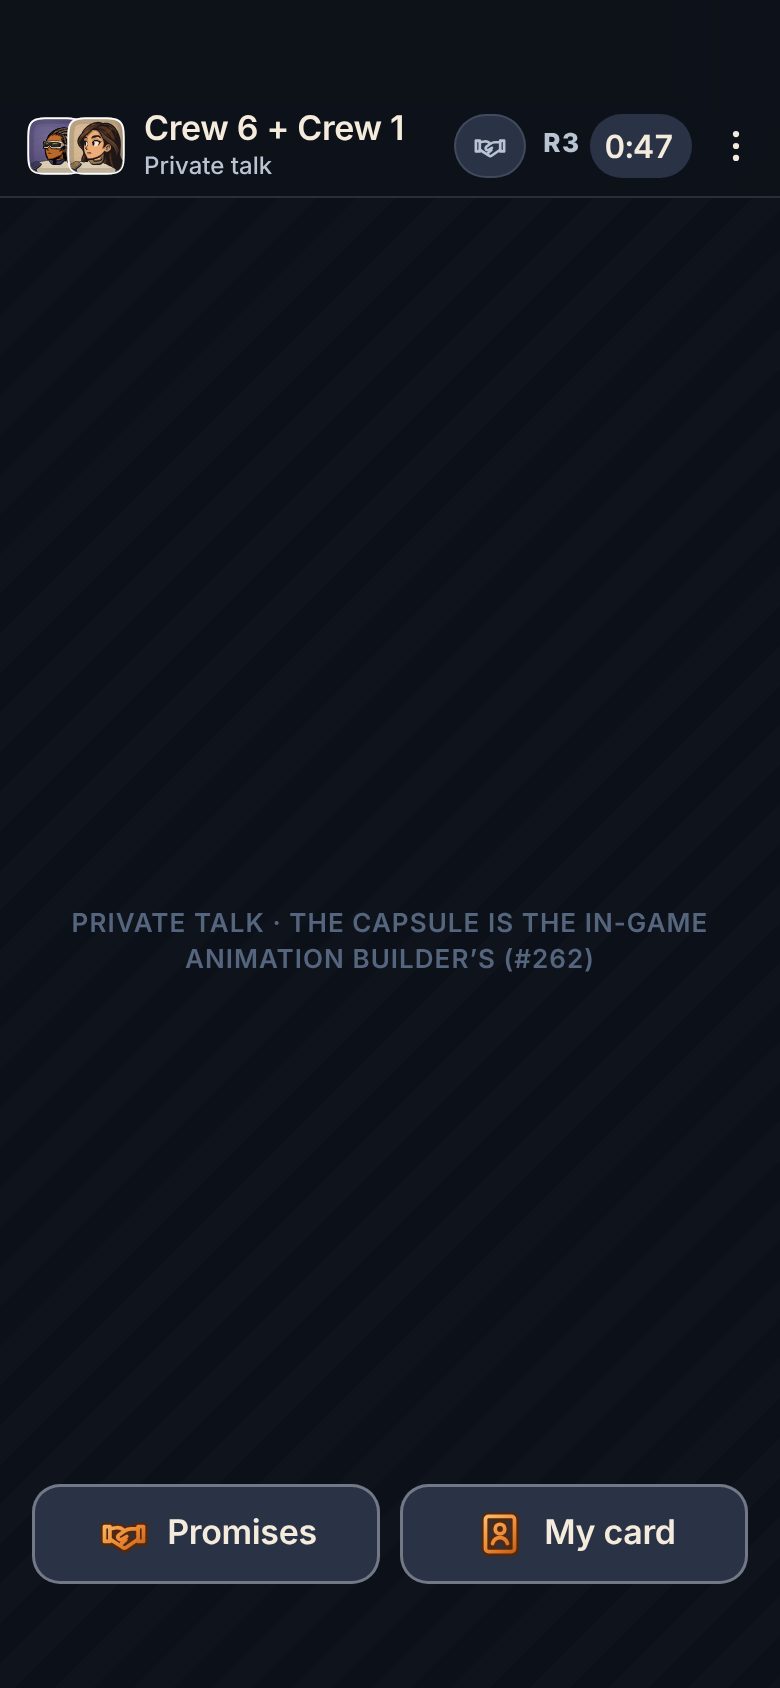 Crew 6 + Crew 1
Private talk
R3
0:47
PRIVATE TALK · THE CAPSULE IS THE IN-GAME
ANIMATION BUILDER’S (#262)
Promises
My card